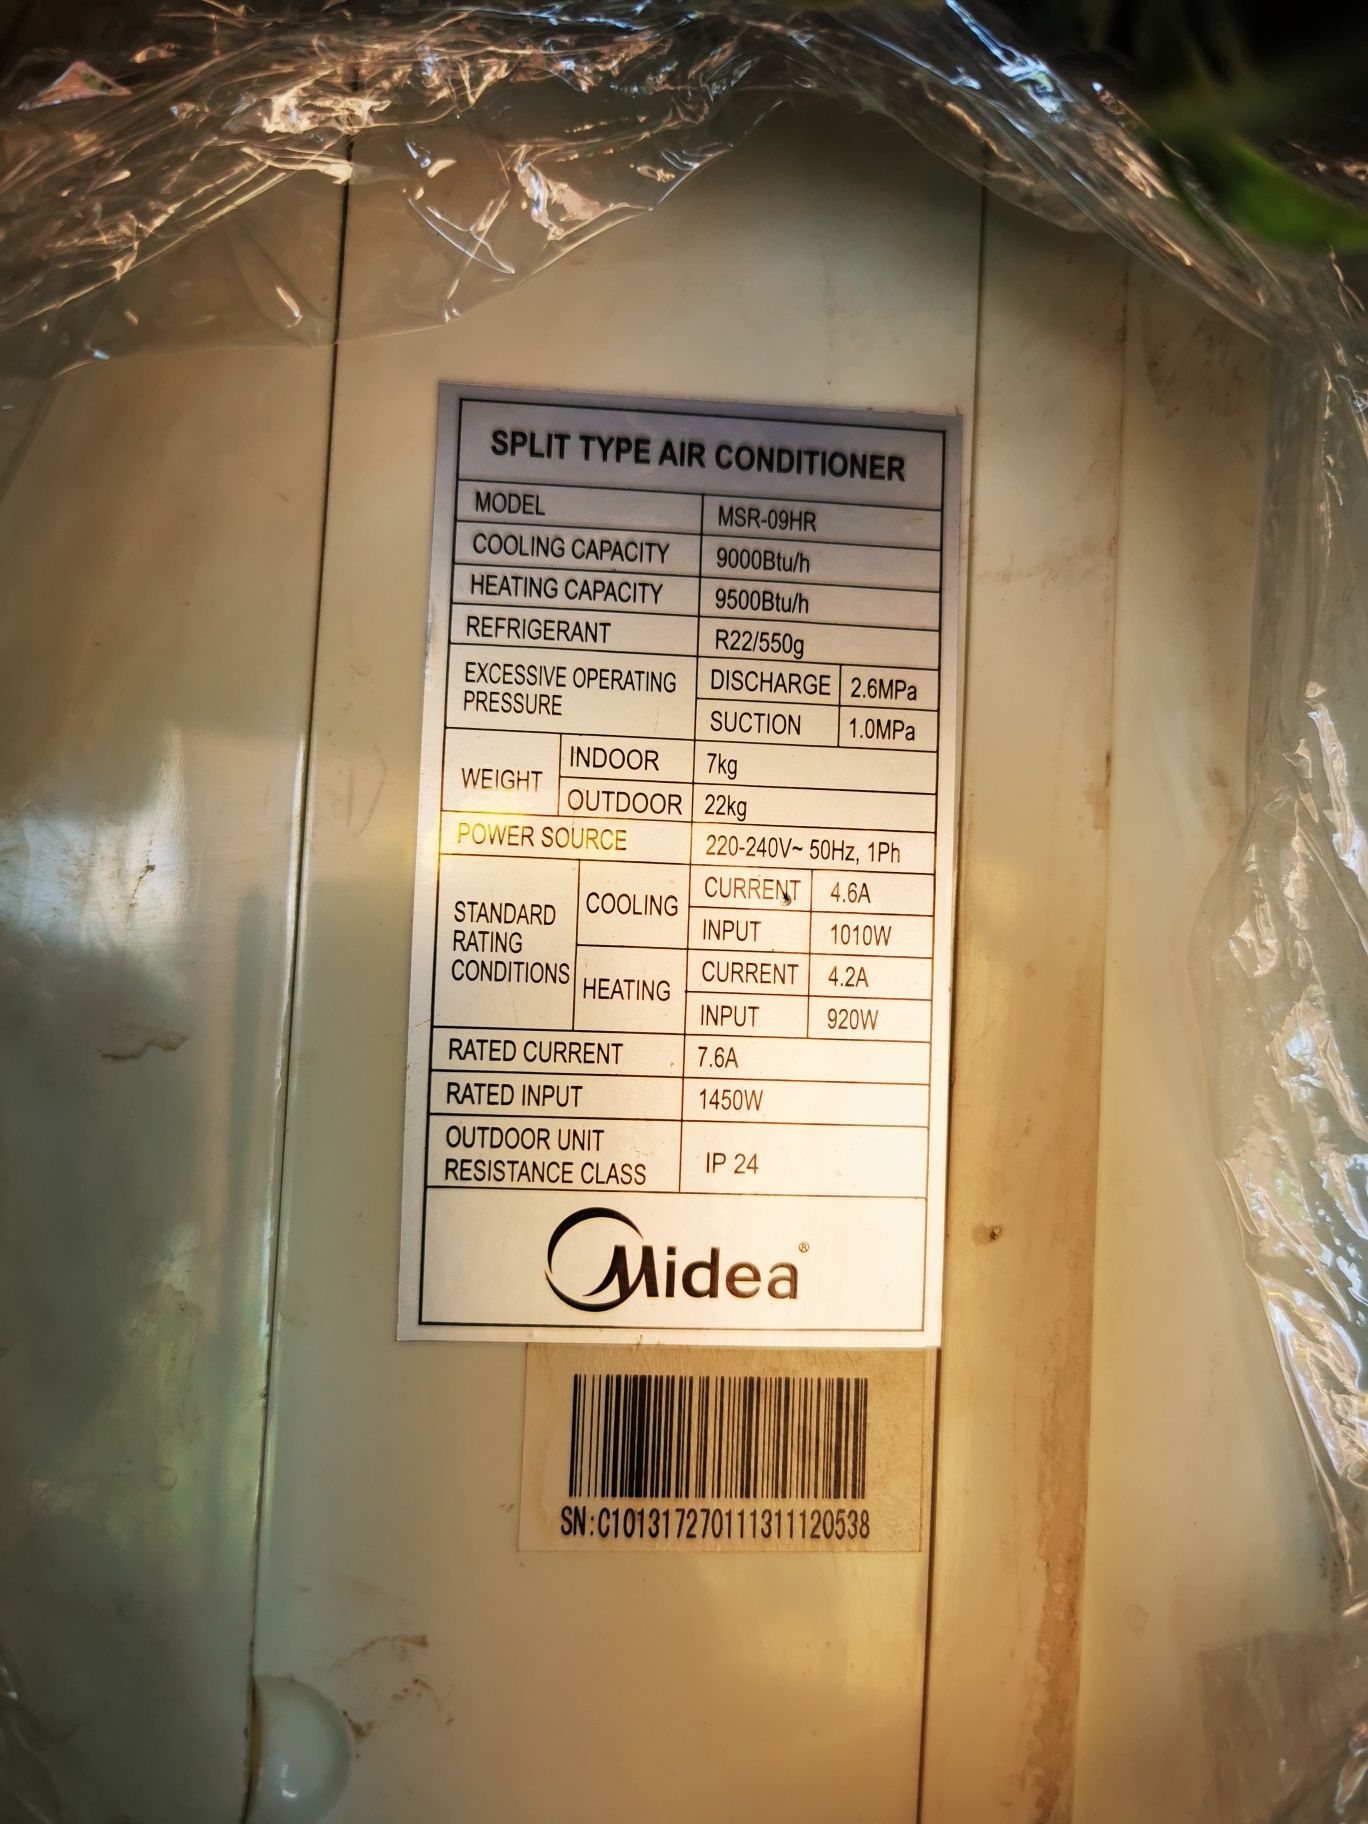 SPLIT TYPE AIR CONDITIONER
MODEL MSR-09HR
COOLING CAPACITY 9000Btu/h
HEATING CAPACITY 9500Btu/h
REFRIGERANT R22/550g
EXCESSIVE OPERATING
PRESSURE
DISCHARGE 2.6MPa
SUCTION 1.0MPa
WEIGHT
INDOOR 7kg
OUTDOOR 22kg
POWER SOURCE 220-240V~ 50Hz, 1Ph
STANDARD
RATING
CONDITIONS
COOLING
CURRENT 4.6A
INPUT 1010W
HEATING
CURRENT 4.2A
INPUT 920W
RATED CURRENT 7.6A
RATED INPUT 1450W
OUTDOOR UNIT
RESISTANCE CLASS
IP 24
Midea®
SN:C101317270111311120538